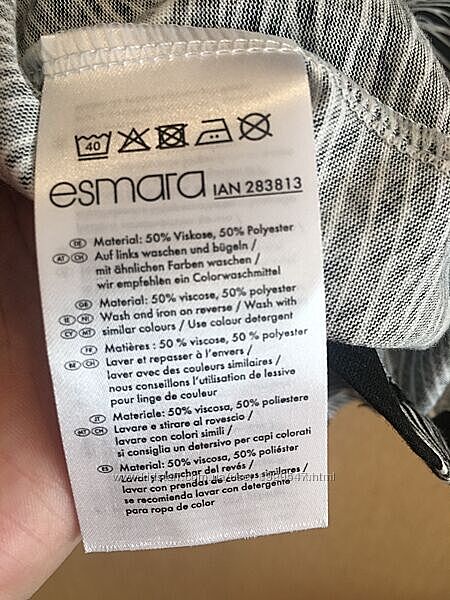 40
esmara IAN 283813
DE Material: 50% Viskose, 50% Polyester
AT CH Auf links waschen und bügeln /
mit ähnlichen Farben waschen /
wir empfehlen ein Colorwaschmittel
GB Material: 50% viscose, 50% polyester
IE Wash and iron on reverse / Wash with
CY MT similar colours / Use colour detergent
FR Matières : 50 % viscose, 50 % polyester
BE CH Laver et repasser à l'envers /
laver avec des couleurs similaires /
nous conseillons l'utilisation de lessive
pour linge de couleur
IT Materiale: 50% viscosa, 50% poliestere
MT CH Lavare e stirare al rovescio /
lavare con colori simili /
si consiglia un detersivo per capi colorati
ES Material: 50% viscosa, 50% poliéster
planchar del revés /
lavar con prendas de colores similares /
se recomienda lavar con detergente
para ropa de color